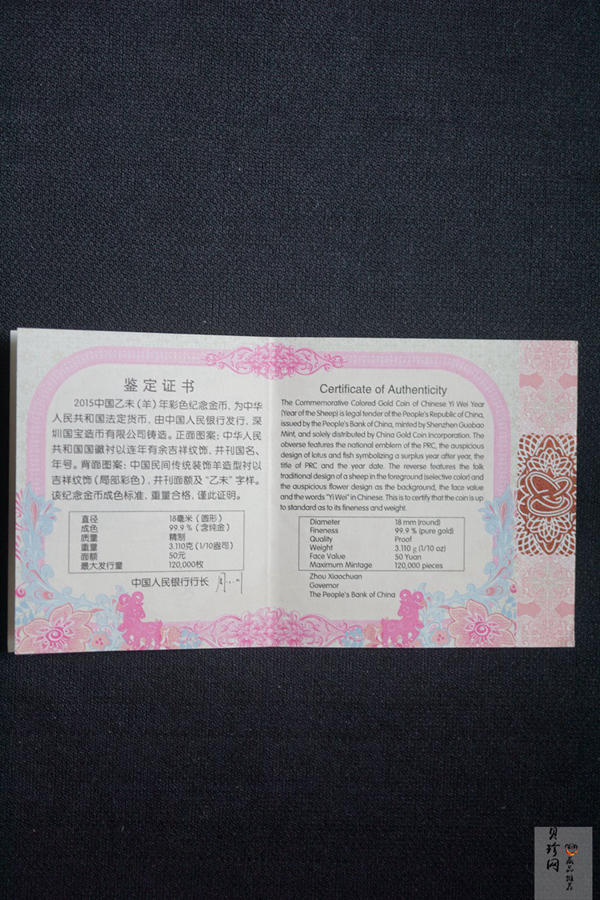 鉴定证书
2015中国乙未（羊）年彩色纪念金币，为中华
人民共和国法定货币，由中国人民银行发行，深
圳国宝造币有限公司铸造。正面图案：中华人
民共和国国徽衬以连年有余吉祥纹饰，并刊国名、
年号。背面图案：中国民间传统装饰羊造型衬以
吉祥纹饰（局部彩色），并刊面额及“乙未”字样。
该纪念金币成色标准，重量合格，谨此证明。
直径 18毫米（圆形）
成色 99.9％（含纯金）
质量 精制
重量 3.110克（1/10盎司）
面额 50元
最大发行量 120,000枚
中国人民银行行长
Certificate of Authenticity
The Commemorative Colored Gold Coin of Chinese Yi Wei Year
(Year of the Sheep) is legal tender of the People's Republic of China,
issued by the People's Bank of China, minted by Shenzhen Guobao
Mint, and solely distributed by China Gold Coin Incorporation. The
obverse features the national emblem of the PRC, the auspicious
design of lotus and fish symbolizing a surplus year after year, the
title of PRC and the year date. The reverse features the folk
traditional design of a sheep in the foreground (selective color) and
the auspicious flower design as the background, the face value
and the words "Yi Wei" in Chinese. This is to certify that the coin is up
to standard as to its fineness and weight.
Diameter 18 mm (round)
Fineness 99.9 % (pure gold)
Quality Proof
Weight 3.110 g (1/10 oz)
Face Value 50 Yuan
Maximum Mintage 120,000 pieces
Zhou Xiaochuan
Governor
The People's Bank of China
贝珍网